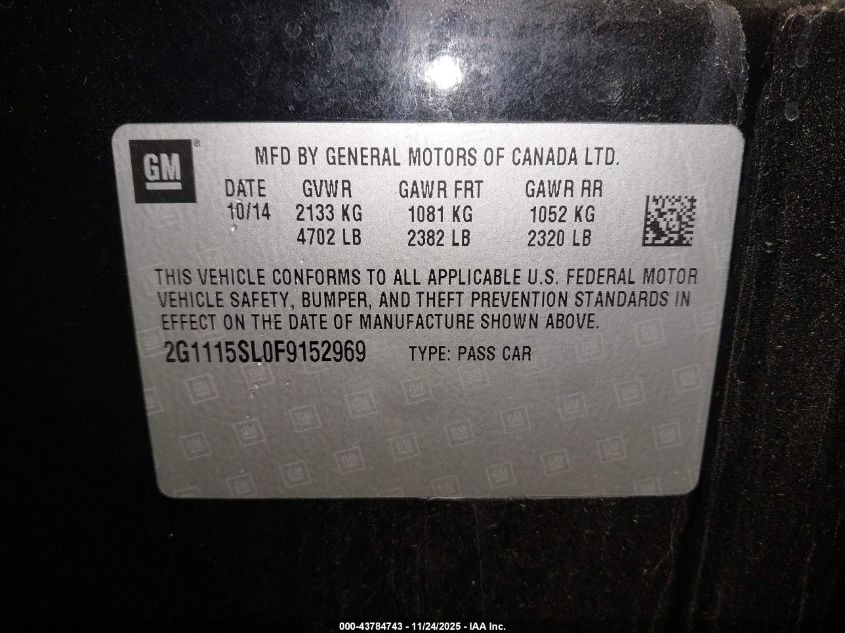 GM ®
MFD BY GENERAL MOTORS OF CANADA LTD.
DATE GVWR GAWR FRT GAWR RR
10/14 2133 KG 1081 KG 1052 KG
4702 LB 2382 LB 2320 LB
THIS VEHICLE CONFORMS TO ALL APPLICABLE U.S. FEDERAL MOTOR
VEHICLE SAFETY, BUMPER, AND THEFT PREVENTION STANDARDS IN
EFFECT ON THE DATE OF MANUFACTURE SHOWN ABOVE.
2G1115SL0F9152969 TYPE: PASS CAR
000-43784743 - 11/24/2025 - IAA Inc.